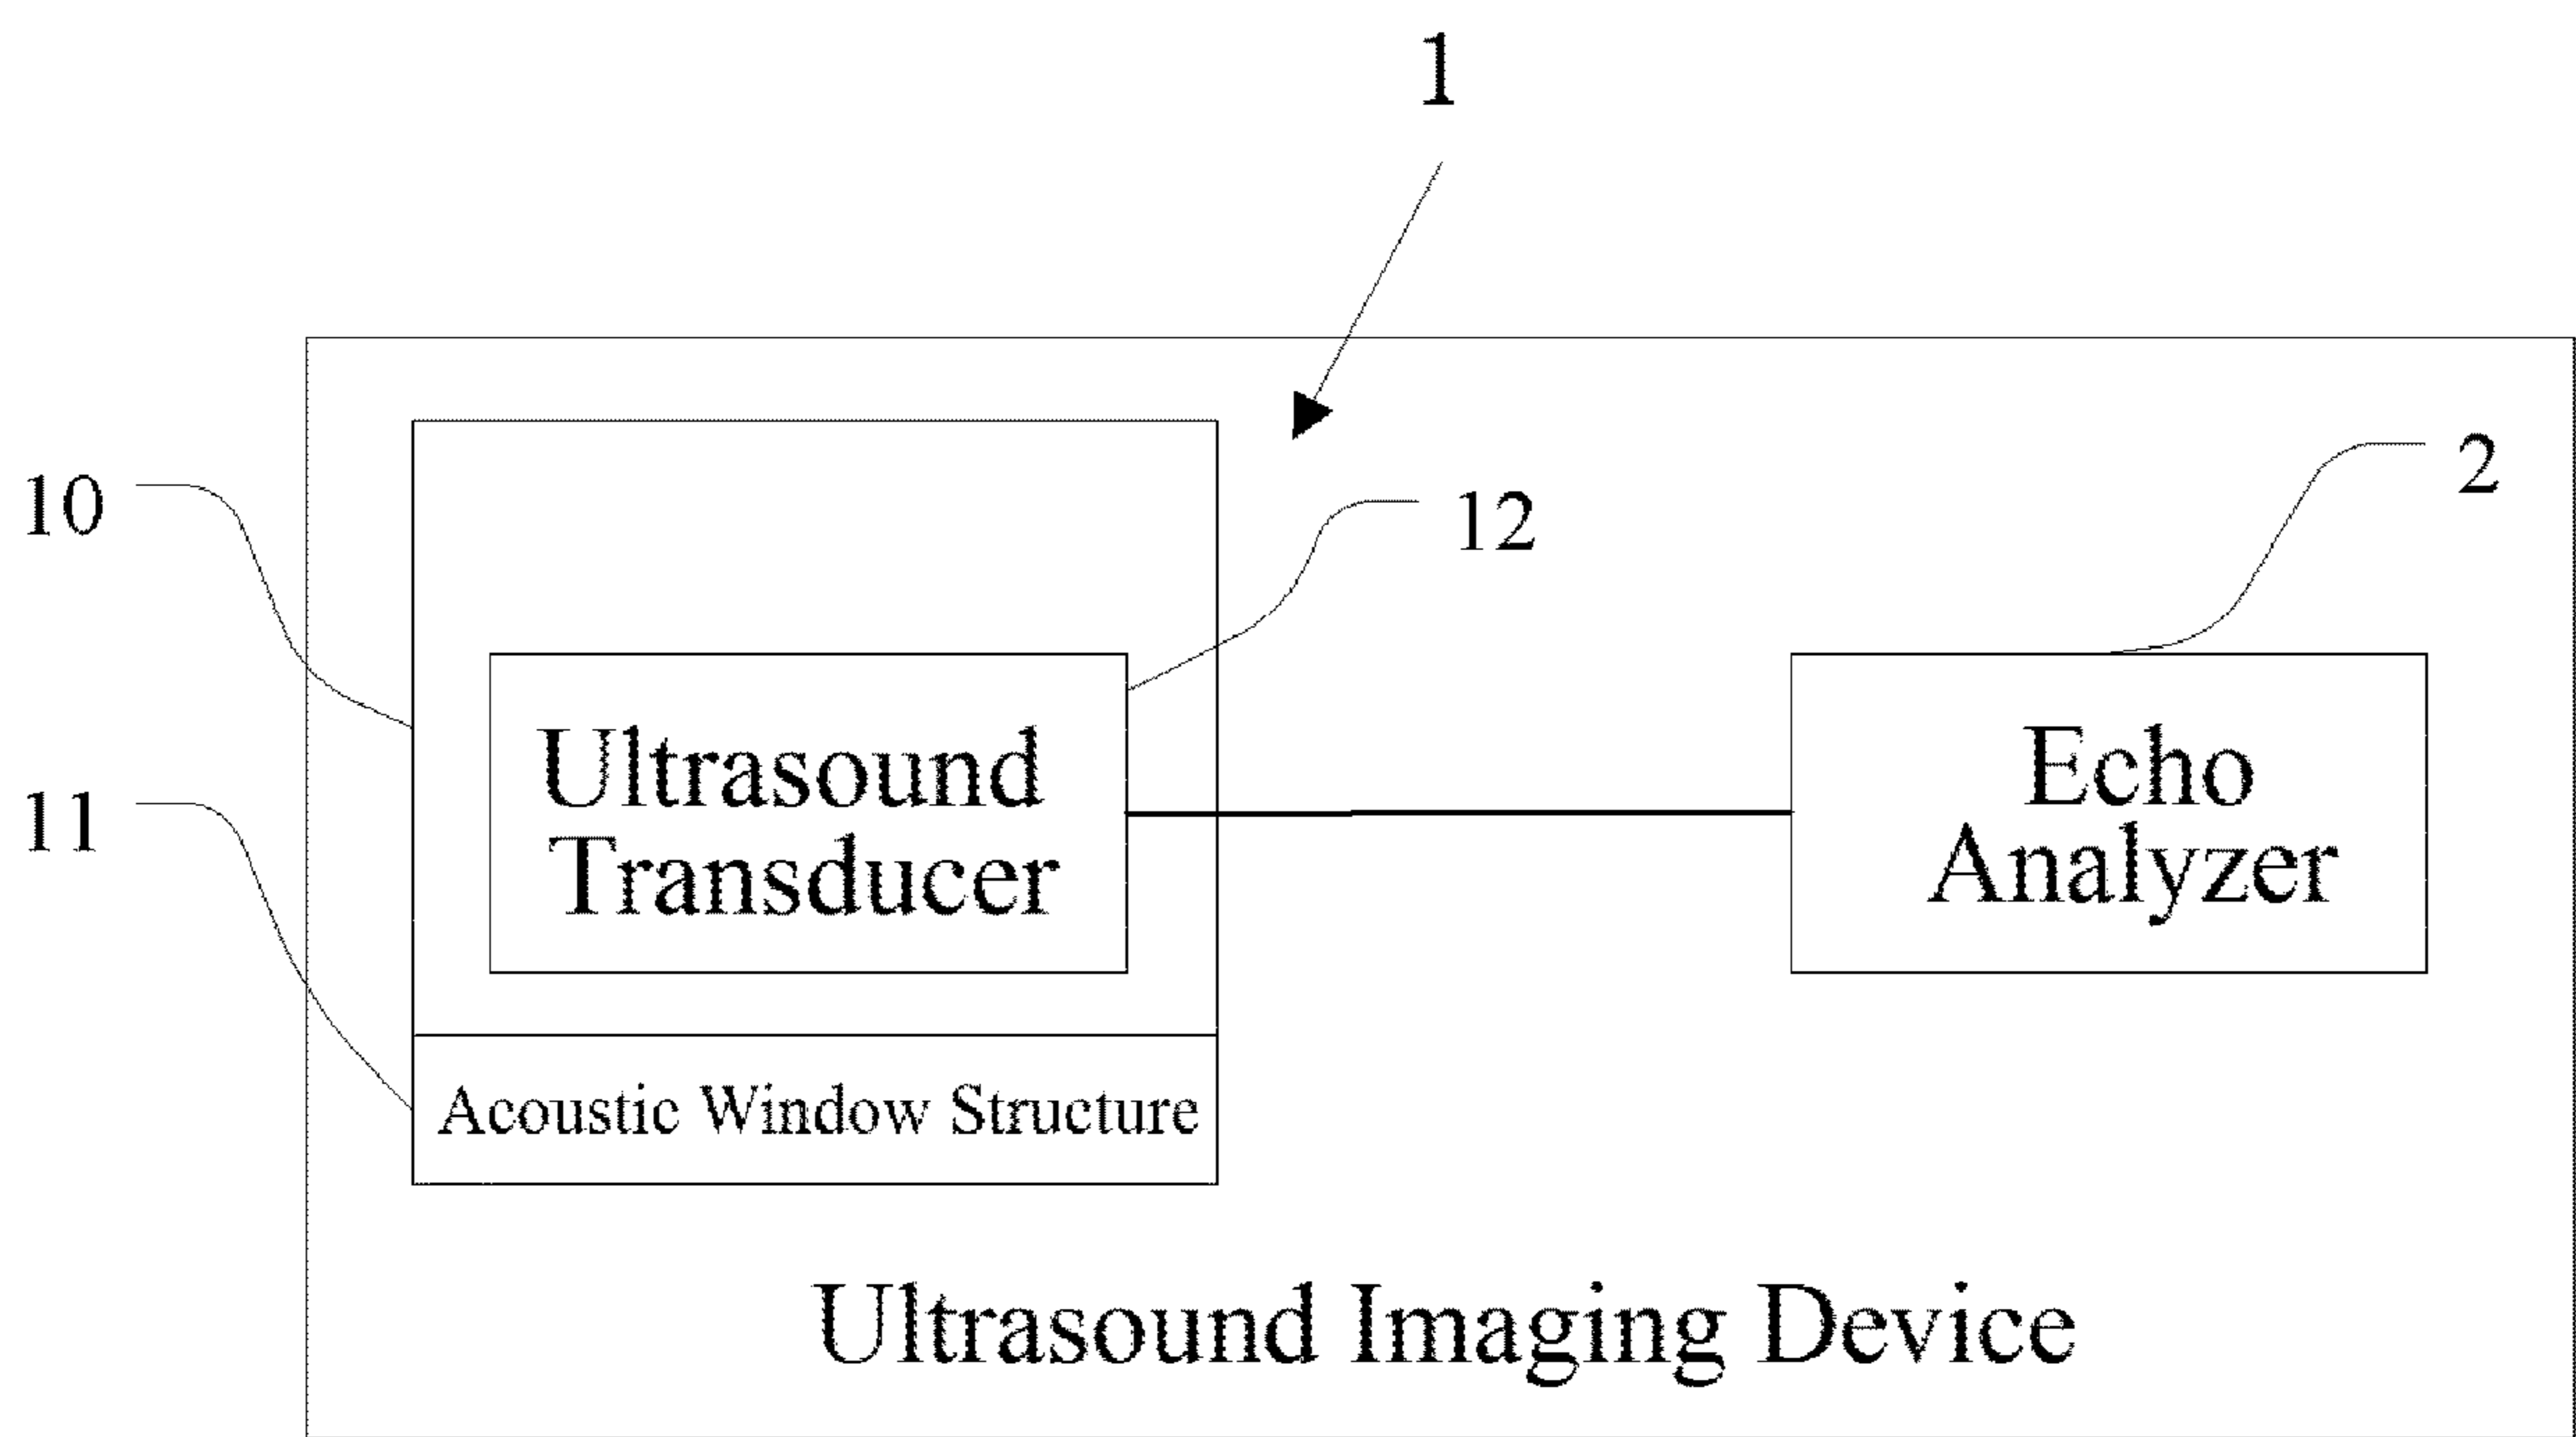 1
10
12
2
Ultrasound
Transducer
Echo
Analyzer
11
Acoustic Window Structure
Ultrasound Imaging Device